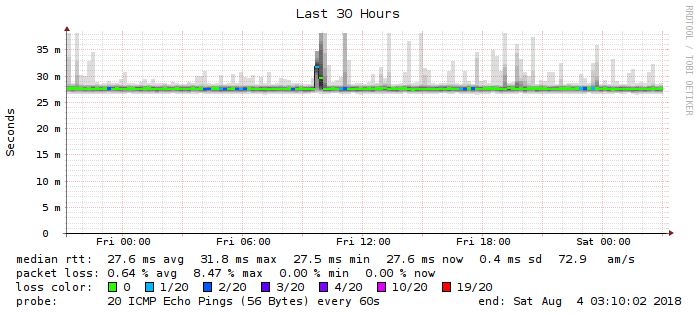 Last 30 Hours
RRDTOOL / TOBI OETIKER
Seconds
35 m
30 m
25 m
20 m
15 m
10 m
5 m
0
Fri 00:00 Fri 06:00 Fri 12:00 Fri 18:00 Sat 00:00
median rtt: 27.6 ms avg 31.8 ms max 27.5 ms min 27.6 ms now 0.4 ms sd 72.9 am/s
packet loss: 0.64 % avg 8.47 % max 0.00 % min 0.00 % now
loss color: 0 1/20 2/20 3/20 4/20 10/20 19/20
probe: 20 ICMP Echo Pings (56 Bytes) every 60s end: Sat Aug 4 03:10:02 2018